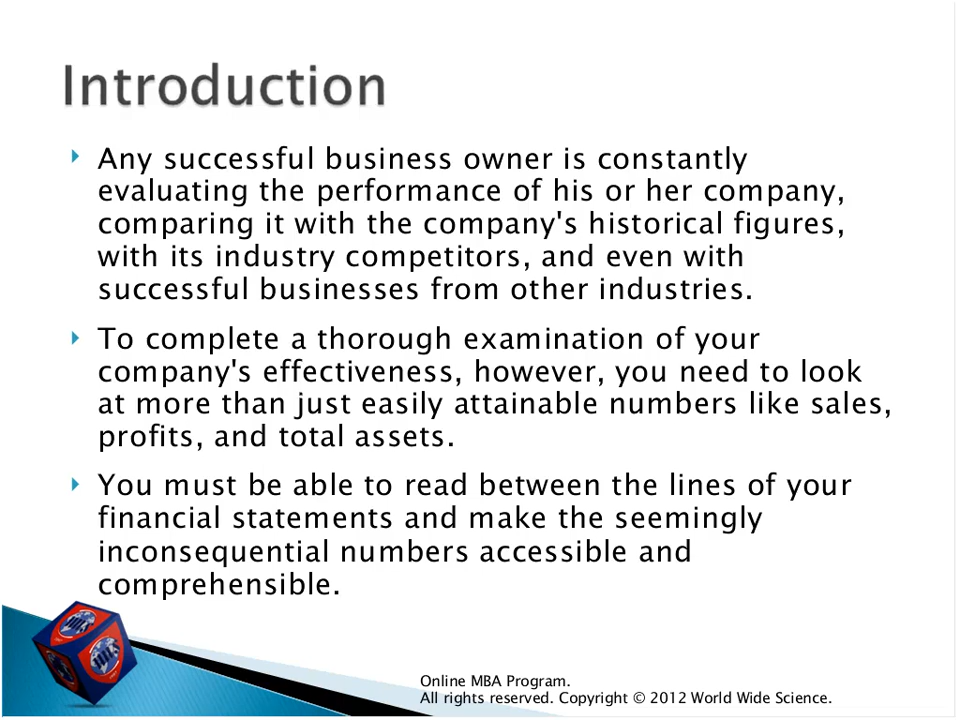 Introduction
Any successful business owner is constantly
evaluating the performance of his or her company,
comparing it with the company's historical figures,
with its industry competitors, and even with
successful businesses from other industries.
To complete a thorough examination of your
company's effectiveness, however, you need to look
at more than just easily attainable numbers like sales,
profits, and total assets.
You must be able to read between the lines of your
financial statements and make the seemingly
inconsequential numbers accessible and
comprehensible.
Online MBA Program.
All rights reserved. Copyright © 2012 World Wide Science.